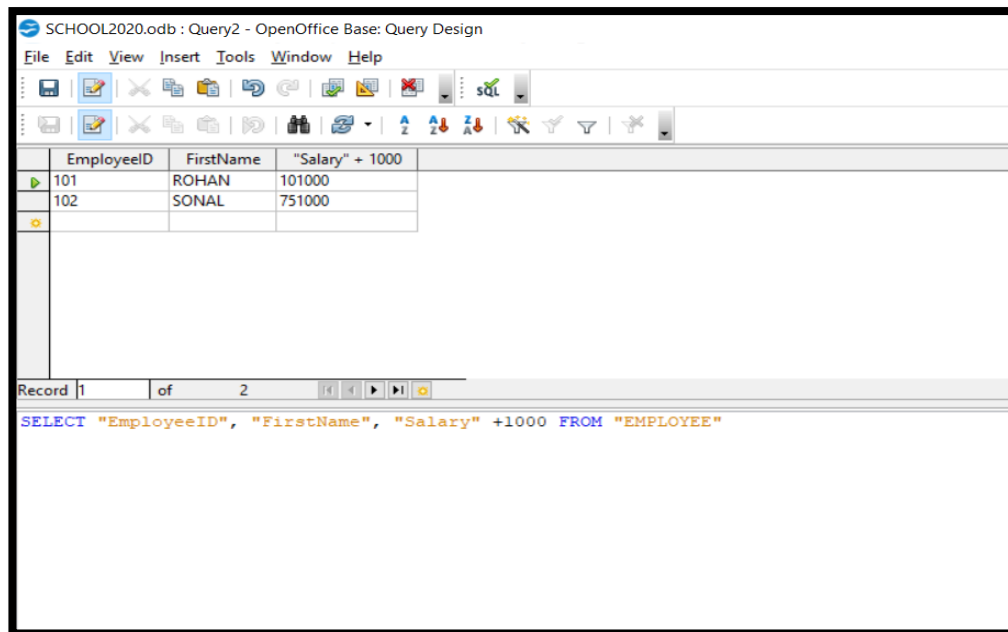 SCHOOL2020.odb : Query2 - OpenOffice Base: Query Design
File Edit View Insert Tools Window Help
SQL
A Z A Z Z A
EmployeeID FirstName "Salary" + 1000
101 ROHAN 101000
102 SONAL 751000
Record 1 of 2
SELECT "EmployeeID", "FirstName", "Salary" +1000 FROM "EMPLOYEE"